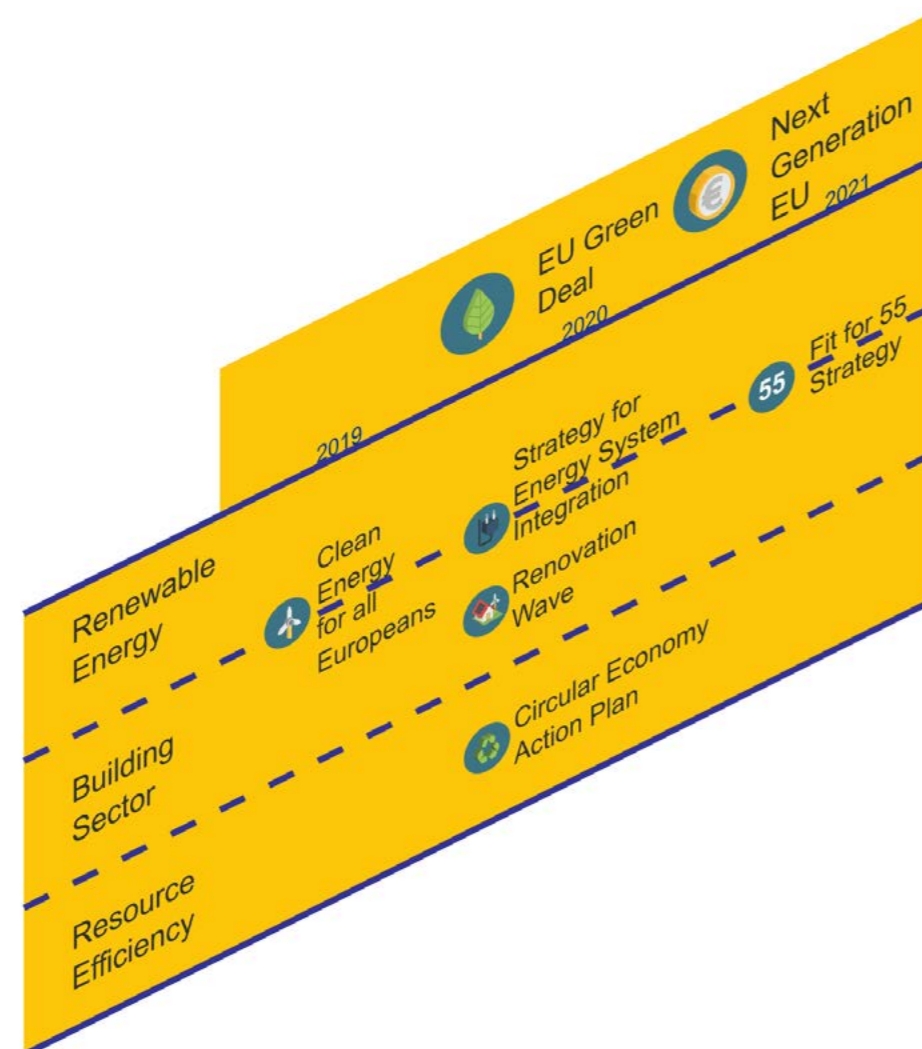 Next
Generation
EU
2021
EU Green
Deal
2020
2019
Fit for 55
Strategy
55
Strategy for
Energy System
Integration
Clean
Energy
for all
Europeans
Renewable
Energy
Renovation
Wave
Building
Sector
Circular Economy
Action Plan
Resource
Efficiency